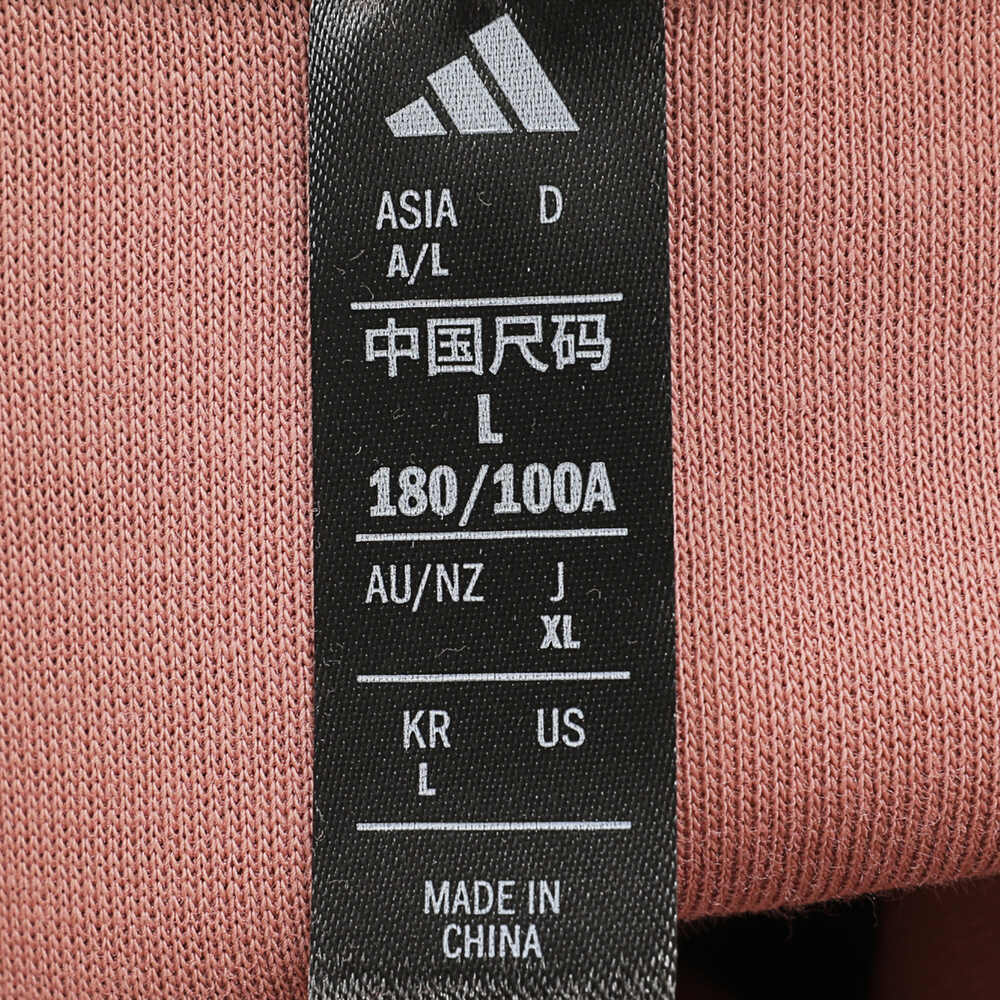 ASIA D
A/L
中国尺码
L
180/100A
AU/NZ J
XL
KR US
L
MADE IN
CHINA